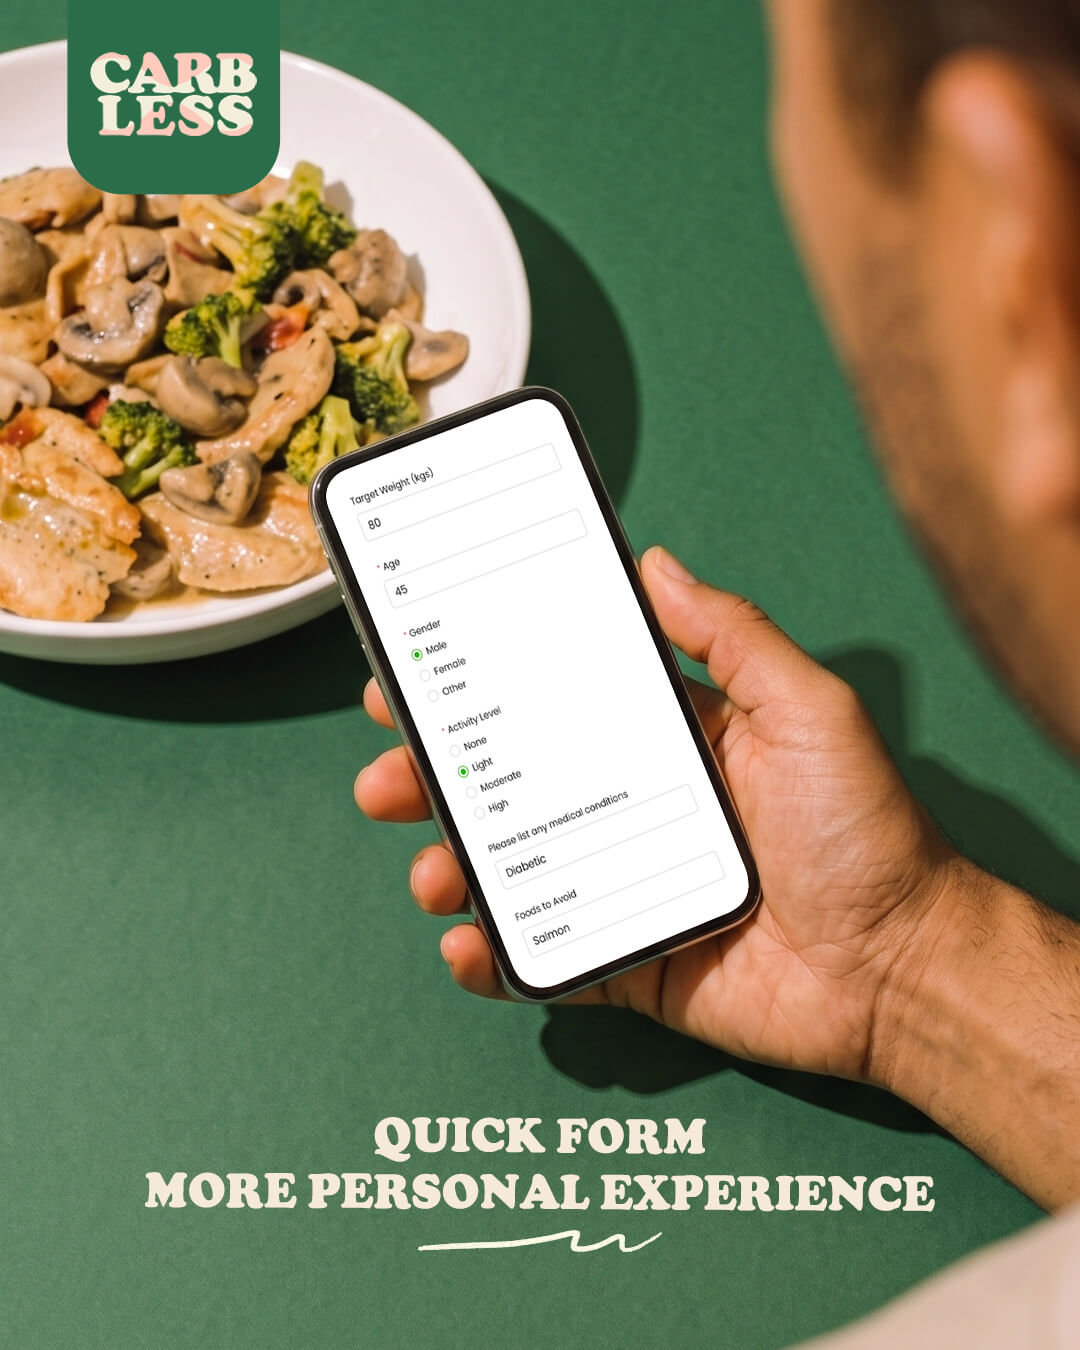 CARB
LESS
Target Weight (kgs)
80
* Age
45
* Gender
Male
Female
Other
* Activity Level
None
Light
Moderate
High
Please list any medical conditions
Diabetic
Foods to Avoid
Salmon
QUICK FORM
MORE PERSONAL EXPERIENCE